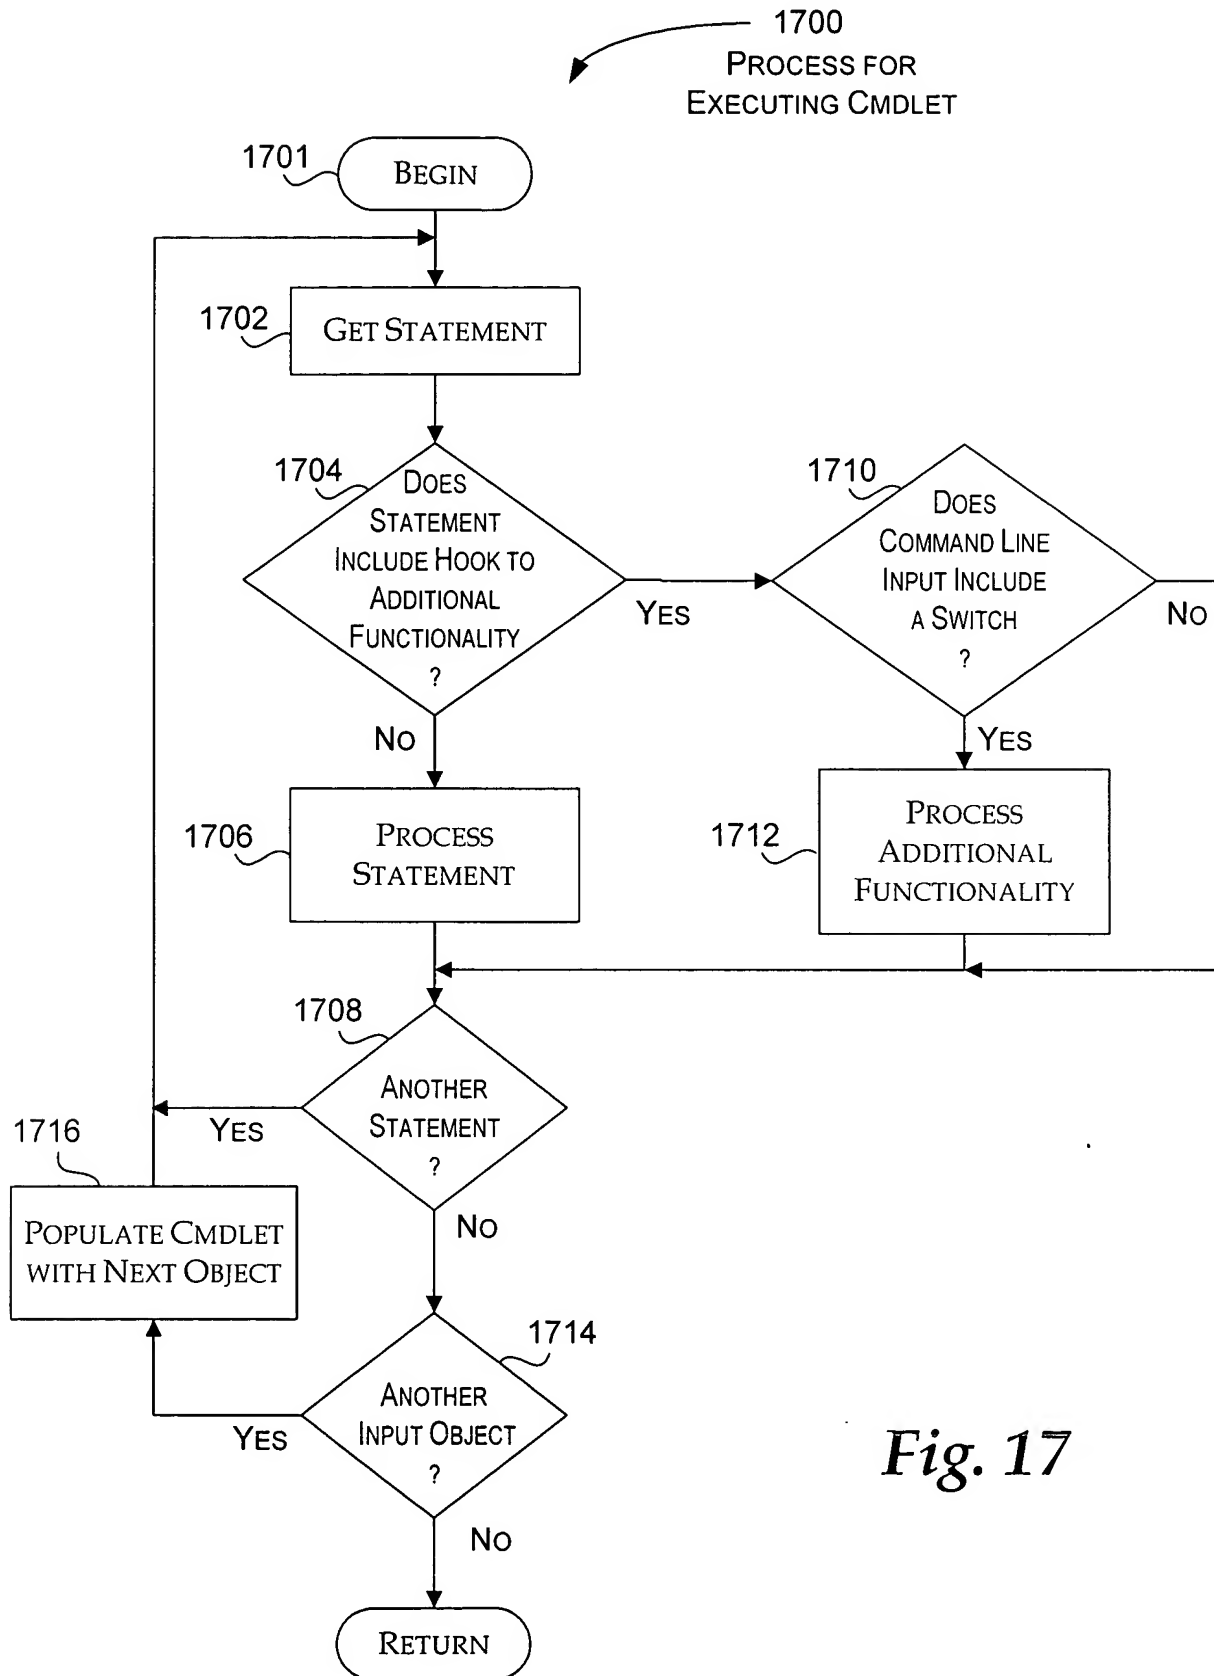 1700
PROCESS FOR
EXECUTING CMDLET
1701
BEGIN
1702
GET STATEMENT
1704
DOES
STATEMENT
INCLUDE HOOK TO
ADDITIONAL
FUNCTIONALITY
?
YES
NO
1710
DOES
COMMAND LINE
INPUT INCLUDE
A SWITCH
?
NO
YES
1706
PROCESS
STATEMENT
1712
PROCESS
ADDITIONAL
FUNCTIONALITY
1708
ANOTHER
STATEMENT
?
YES
NO
1716
POPULATE CMDLET
WITH NEXT OBJECT
1714
ANOTHER
INPUT OBJECT
?
YES
NO
RETURN
Fig. 17